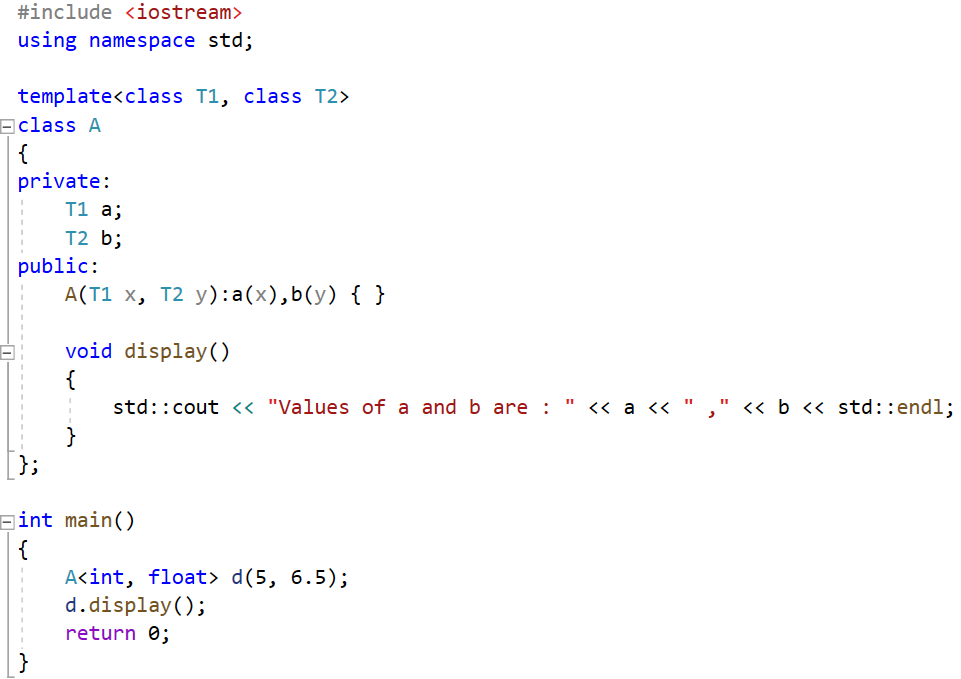 #include <iostream>
using namespace std;

template<class T1, class T2>
class A
{
private:
    T1 a;
    T2 b;
public:
    A(T1 x, T2 y):a(x),b(y) { }

    void display()
    {
        std::cout << "Values of a and b are : " << a << " ," << b << std::endl;
    }
};

int main()
{
    A<int, float> d(5, 6.5);
    d.display();
    return 0;
}